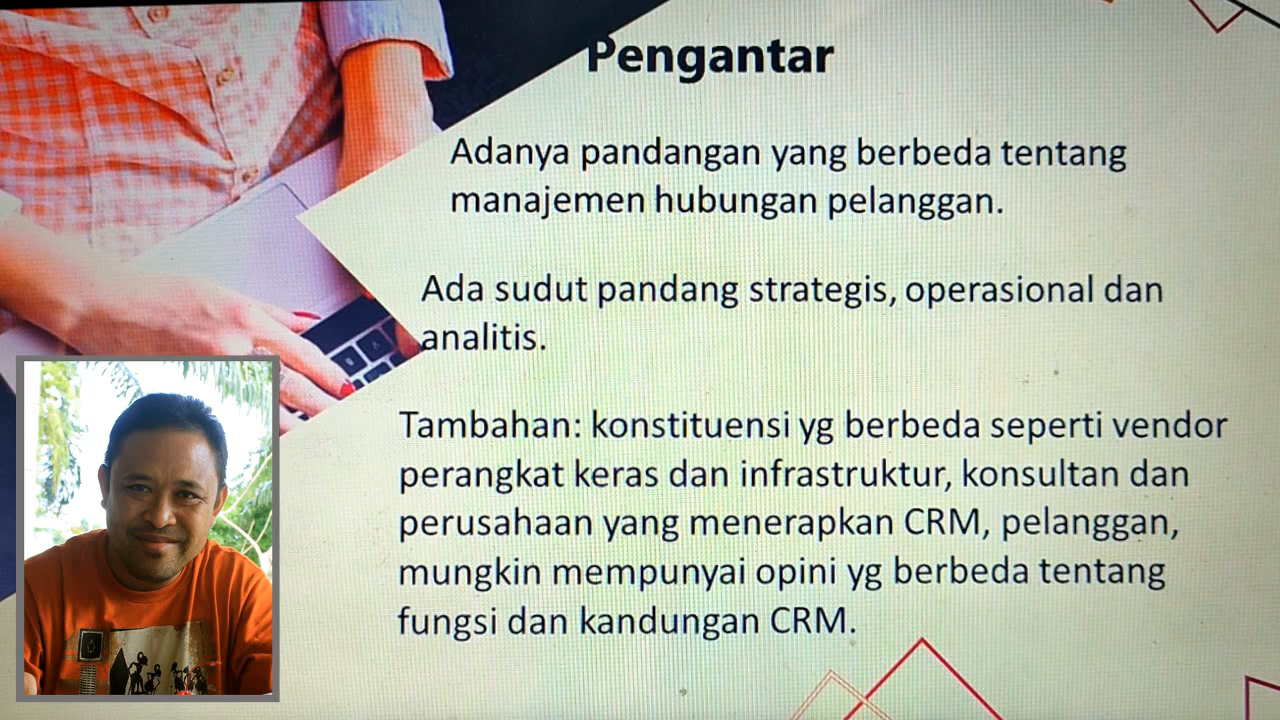 Pengantar
Adanya pandangan yang berbeda tentang
manajemen hubungan pelanggan.
Ada sudut pandang strategis, operasional dan
analitis.
Tambahan: konstituensi yg berbeda seperti vendor
perangkat keras dan infrastruktur, konsultan dan
perusahaan yang menerapkan CRM, pelanggan,
mungkin mempunyai opini yg berbeda tentang
fungsi dan kandungan CRM.